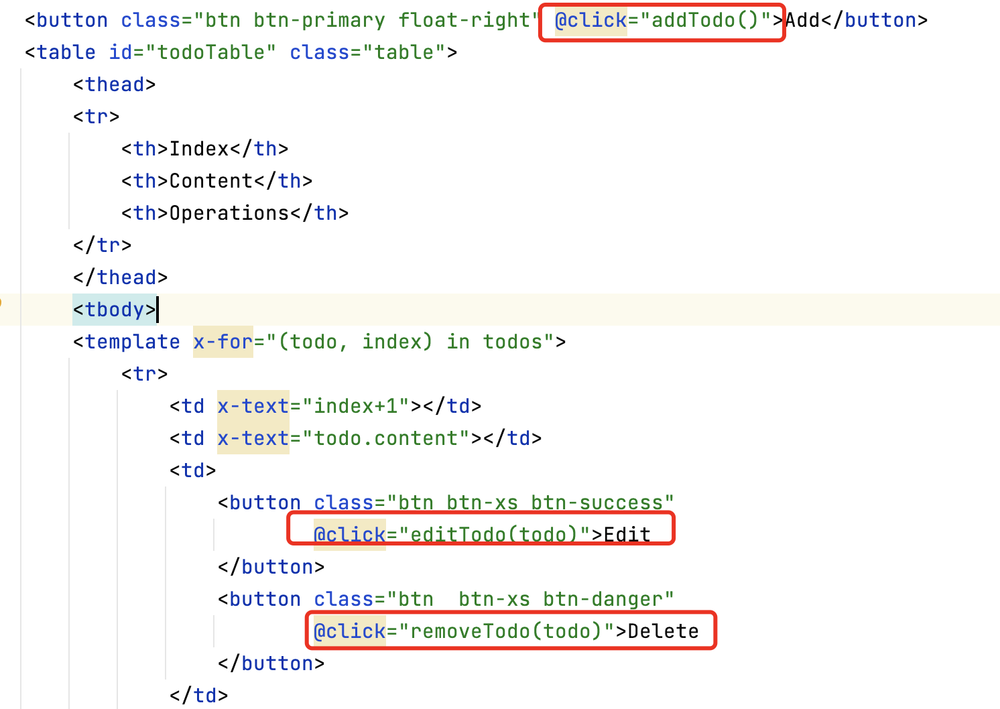 <button class="btn btn-primary float-right" @click="addTodo()">Add</button>
<table id="todoTable" class="table">
    <thead>
    <tr>
        <th>Index</th>
        <th>Content</th>
        <th>Operations</th>
    </tr>
    </thead>
    <tbody>
    <template x-for="(todo, index) in todos">
        <tr>
            <td x-text="index+1"></td>
            <td x-text="todo.content"></td>
            <td>
                <button class="btn btn-xs btn-success"
                        @click="editTodo(todo)">Edit
                </button>
                <button class="btn  btn-xs btn-danger"
                        @click="removeTodo(todo)">Delete
                </button>
            </td>